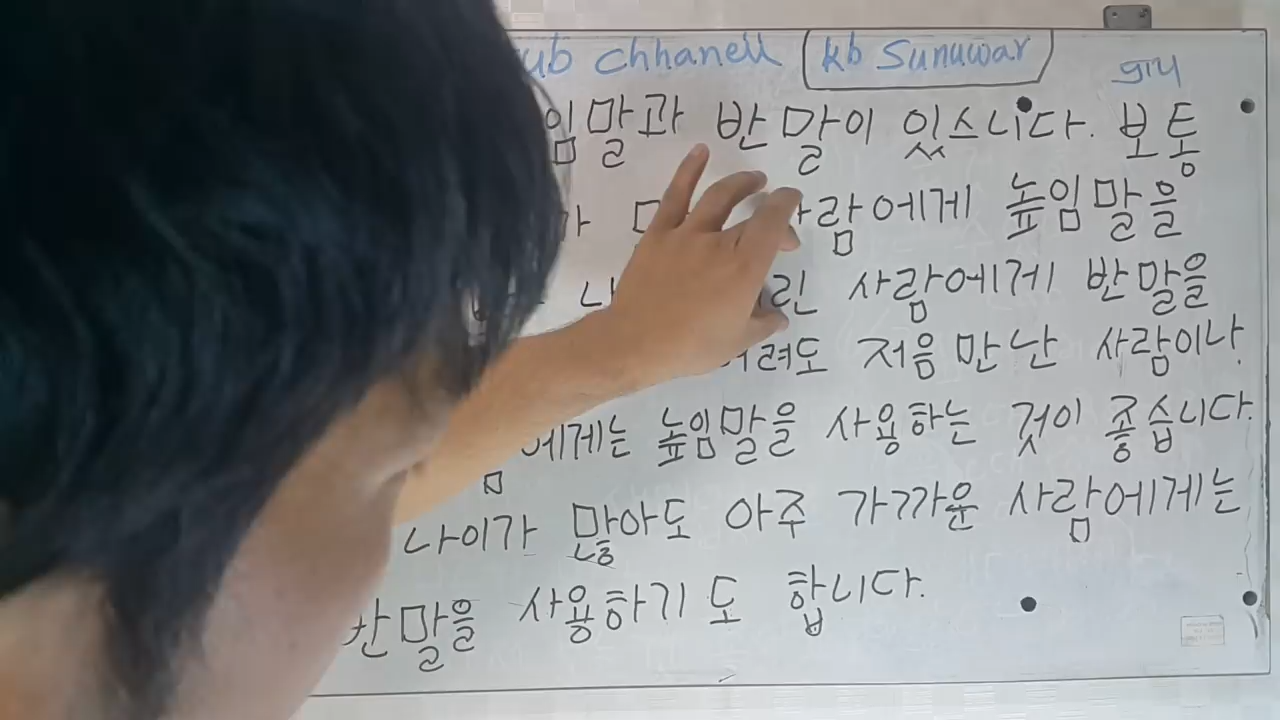 ub chhanell kb Sunuwar
임말과 반말이 있스니다. 보통
사람에게 높임말을
린 사람에게 반말을
려도 저음 만난 사람이나
에게는 높임말을 사용하는 것이 좋습니다.
나이가 많아도 아주 가까운 사람에게는
반말을 사용하기도 합니다.